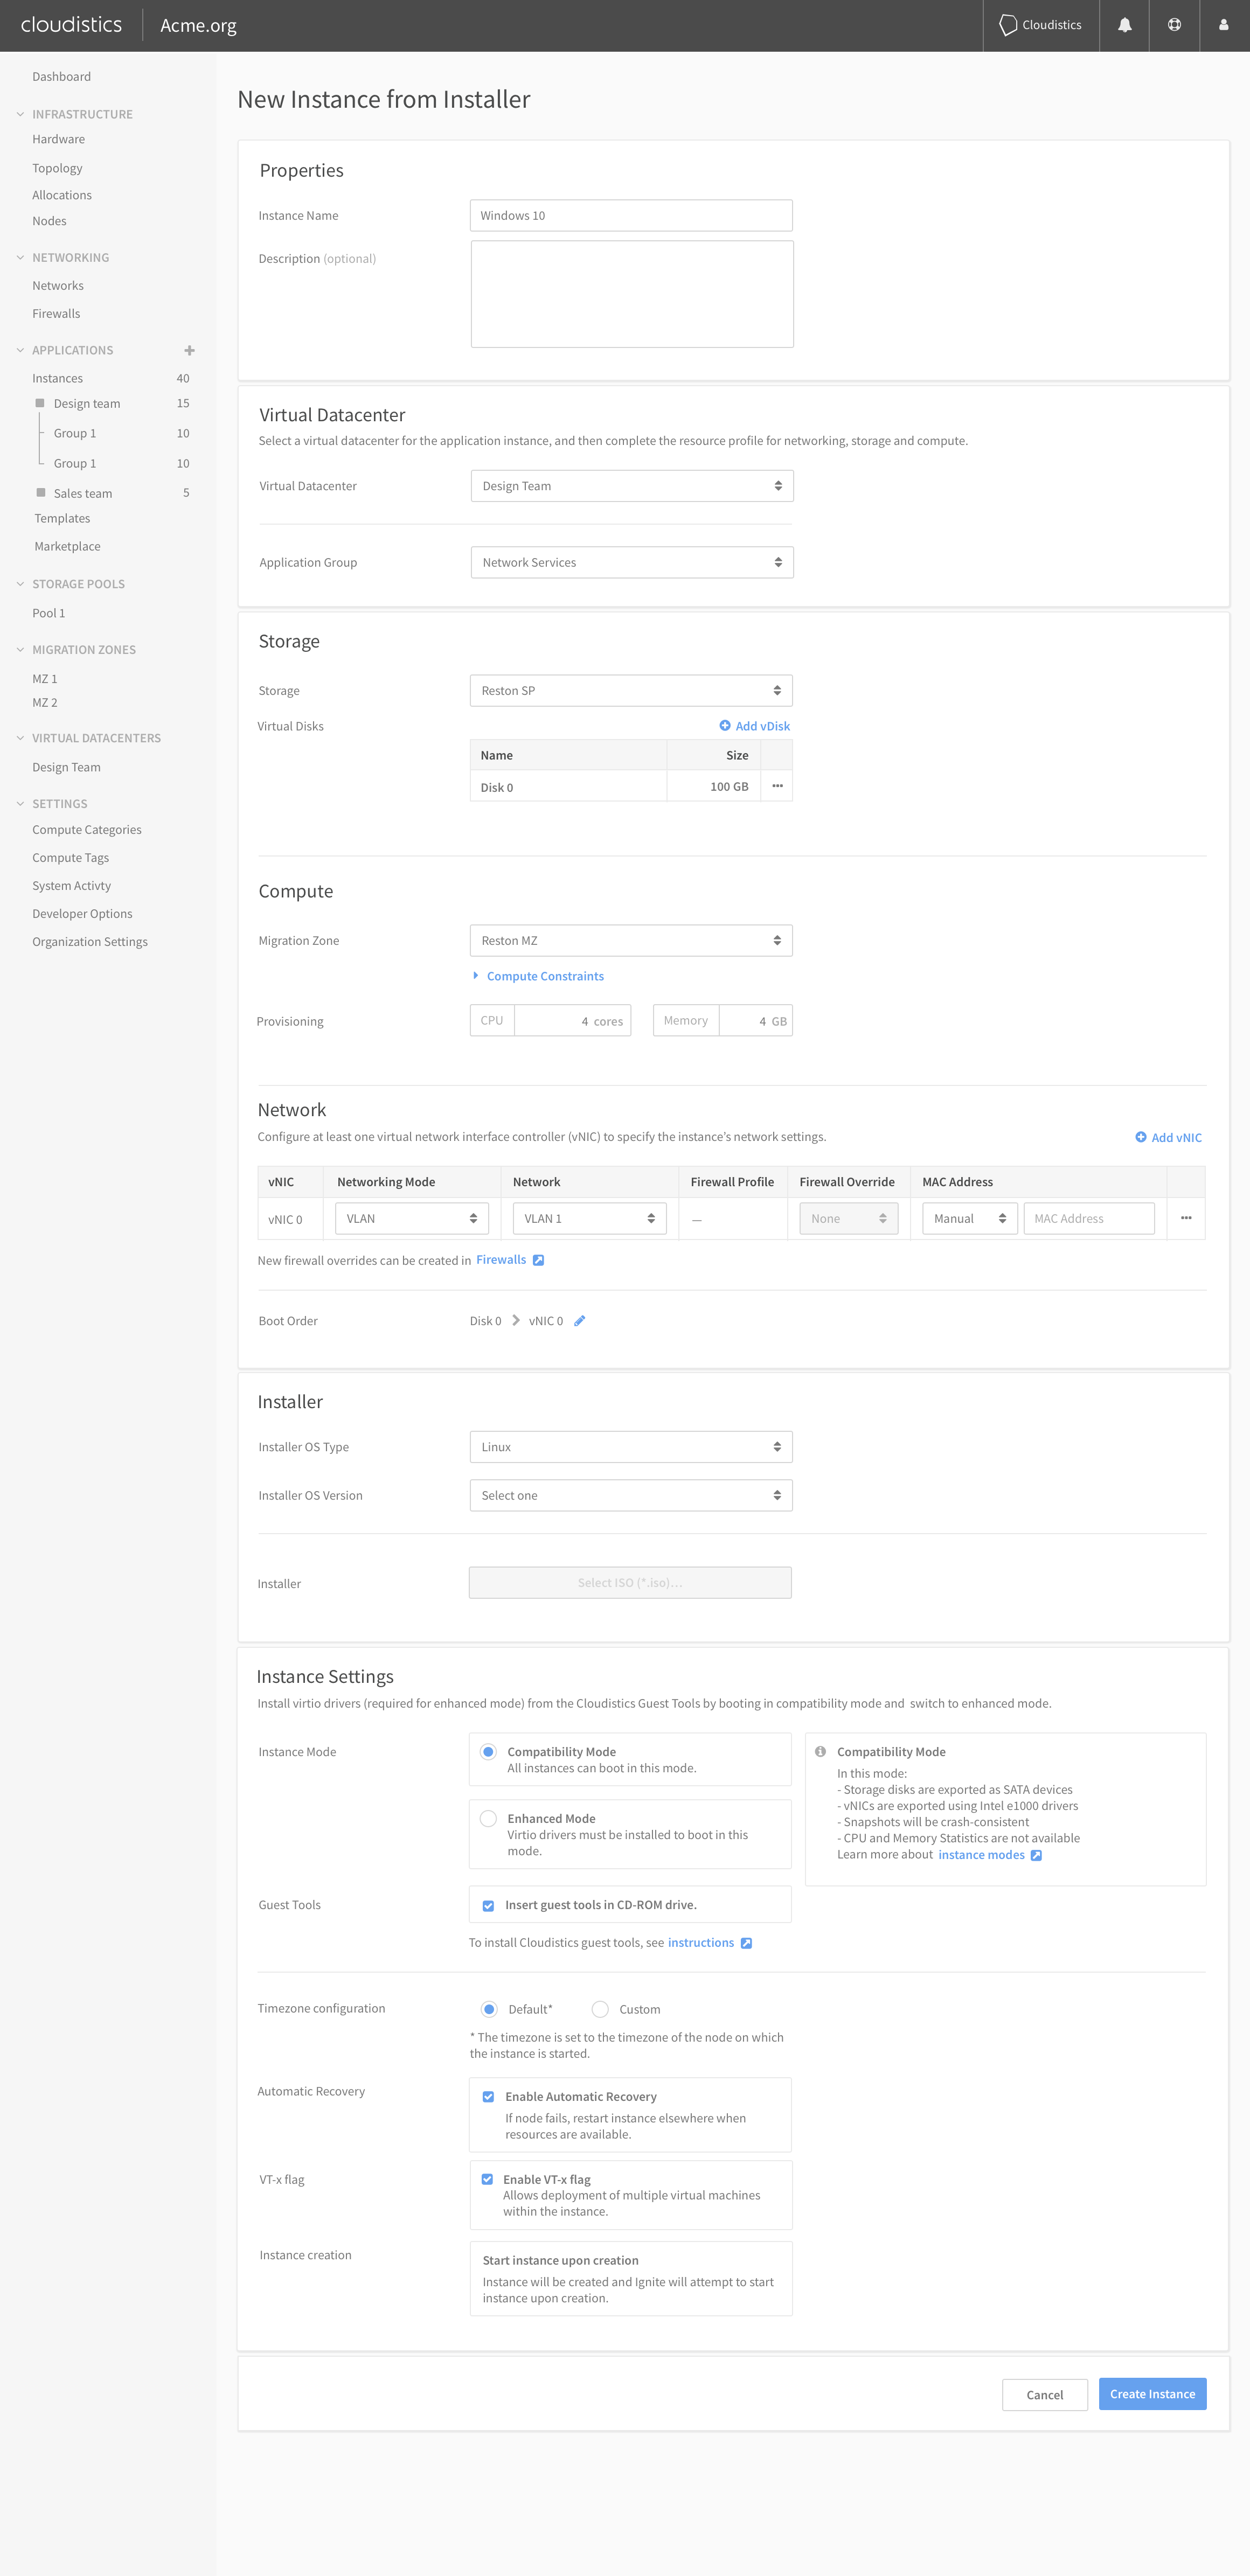 cloudistics
Acme.org
Cloudistics
Dashboard
INFRASTRUCTURE
Hardware
Topology
Allocations
Nodes
NETWORKING
Networks
Firewalls
APPLICATIONS
Instances 40
Design team 15
Group 1 10
Group 1 10
Sales team 5
Templates
Marketplace
STORAGE POOLS
Pool 1
MIGRATION ZONES
MZ 1
MZ 2
VIRTUAL DATACENTERS
Design Team
SETTINGS
Compute Categories
Compute Tags
System Activty
Developer Options
Organization Settings
New Instance from Installer
Properties
Instance Name Windows 10
Description (optional)
Virtual Datacenter
Select a virtual datacenter for the application instance, and then complete the resource profile for networking, storage and compute.
Virtual Datacenter Design Team
Application Group Network Services
Storage
Storage Reston SP
Virtual Disks Add vDisk
Name Size
Disk 0 100 GB •••
Compute
Migration Zone Reston MZ
Compute Constraints
Provisioning CPU 4 cores Memory 4 GB
Network
Configure at least one virtual network interface controller (vNIC) to specify the instance's network settings. Add vNIC
vNIC Networking Mode Network Firewall Profile Firewall Override MAC Address
vNIC 0 VLAN VLAN 1 — None Manual MAC Address •••
New firewall overrides can be created in Firewalls
Boot Order Disk 0 vNIC 0
Installer
Installer OS Type Linux
Installer OS Version Select one
Installer Select ISO (*.iso)...
Instance Settings
Install virtio drivers (required for enhanced mode) from the Cloudistics Guest Tools by booting in compatibility mode and switch to enhanced mode.
Instance Mode
Compatibility Mode
All instances can boot in this mode.
Enhanced Mode
Virtio drivers must be installed to boot in this
mode.
Compatibility Mode
In this mode:
- Storage disks are exported as SATA devices
- vNICs are exported using Intel e1000 drivers
- Snapshots will be crash-consistent
- CPU and Memory Statistics are not available
Learn more about instance modes
Guest Tools Insert guest tools in CD-ROM drive.
To install Cloudistics guest tools, see instructions
Timezone configuration Default* Custom
* The timezone is set to the timezone of the node on which
the instance is started.
Automatic Recovery Enable Automatic Recovery
If node fails, restart instance elsewhere when
resources are available.
VT-x flag Enable VT-x flag
Allows deployment of multiple virtual machines
within the instance.
Instance creation Start instance upon creation
Instance will be created and Ignite will attempt to start
instance upon creation.
Cancel Create Instance